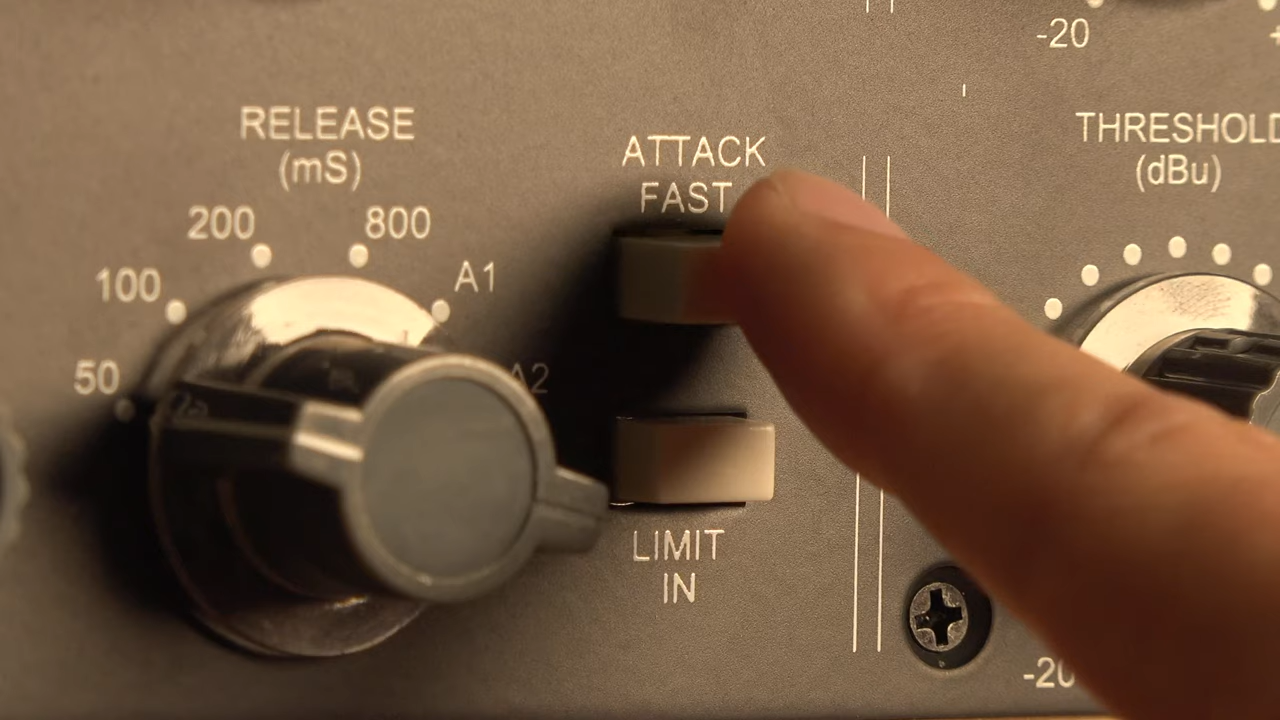 -20
RELEASE
(mS)
200
800
100
A1
50
A2
ATTACK
FAST
LIMIT
IN
THRESHOLD
(dBu)
-20